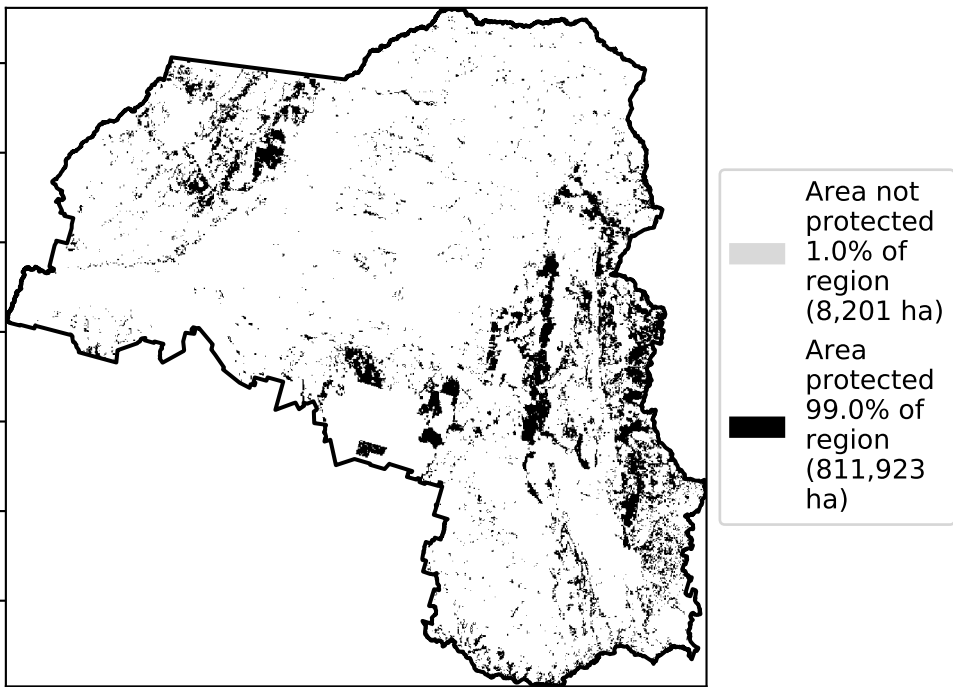 Area not
protected
1.0% of
region
(8,201 ha)
Area
protected
99.0% of
region
(811,923
ha)